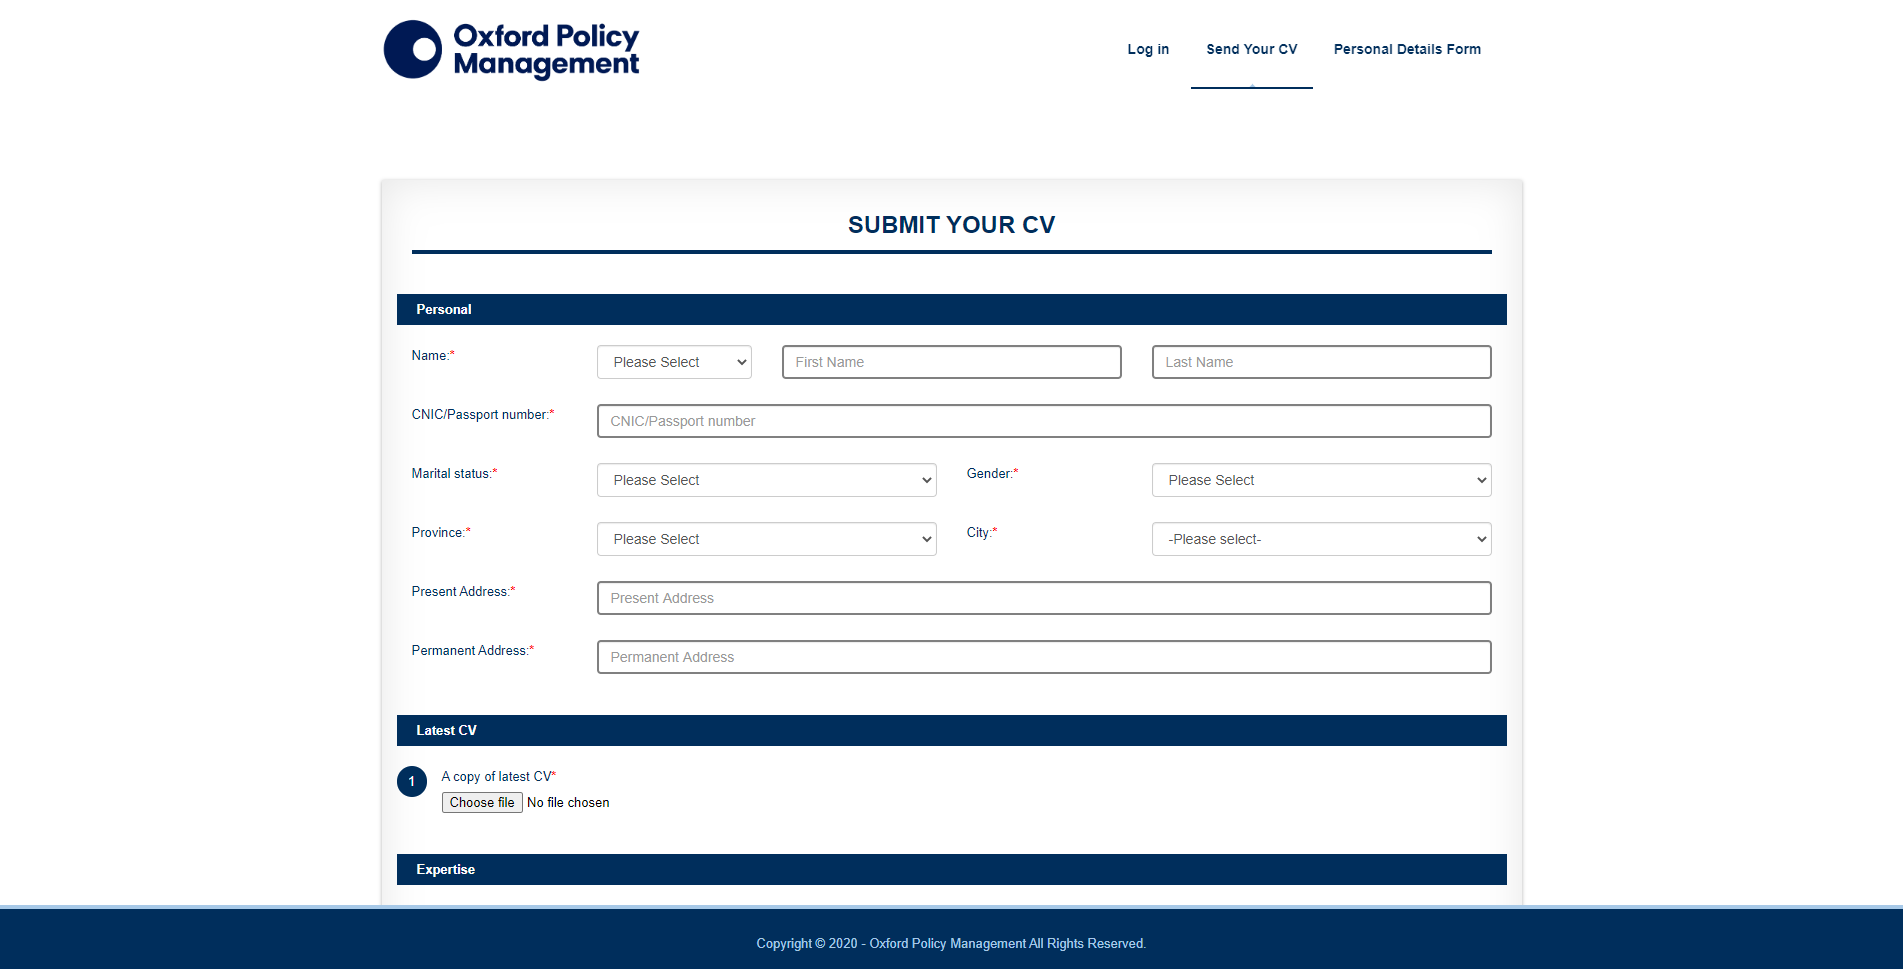 Oxford Policy
Management
Log in
Send Your CV
Personal Details Form
SUBMIT YOUR CV
Personal
Name:*
Please Select
First Name
Last Name
CNIC/Passport number:*
CNIC/Passport number
Marital status:*
Please Select
Gender:*
Please Select
Province:*
Please Select
City:*
-Please select-
Present Address:*
Present Address
Permanent Address:*
Permanent Address
Latest CV
1
A copy of latest CV*
Choose file No file chosen
Expertise
Copyright © 2020 - Oxford Policy Management All Rights Reserved.